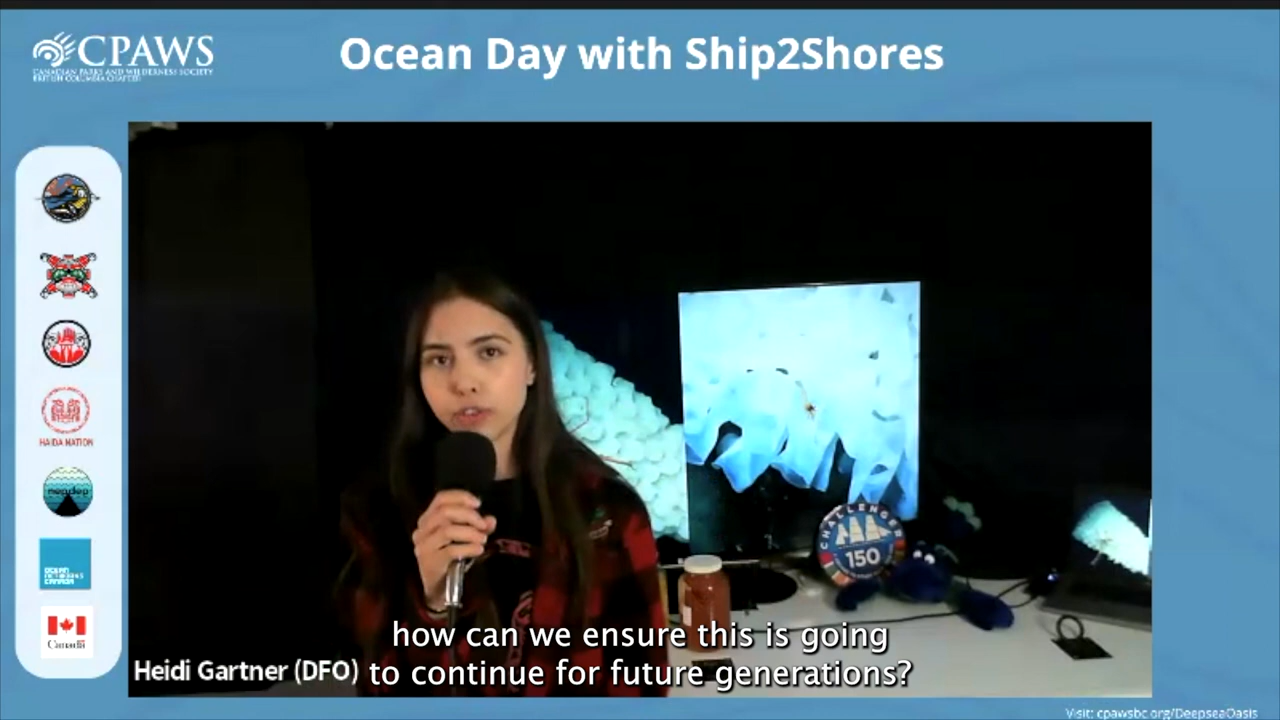 CPAWS
CANADIAN PARKS AND WILDERNESS SOCIETY
BRITISH COLUMBIA CHAPTER
Ocean Day with Ship2Shores
HAIDA NATION
nepdep
OCEAN
NETWORKS
CANADA
Canada
CHALLENGER
150
how can we ensure this is going
Heidi Gartner (DFO) to continue for future generations?
Visit: cpawsbc.org/DeepseaOasis